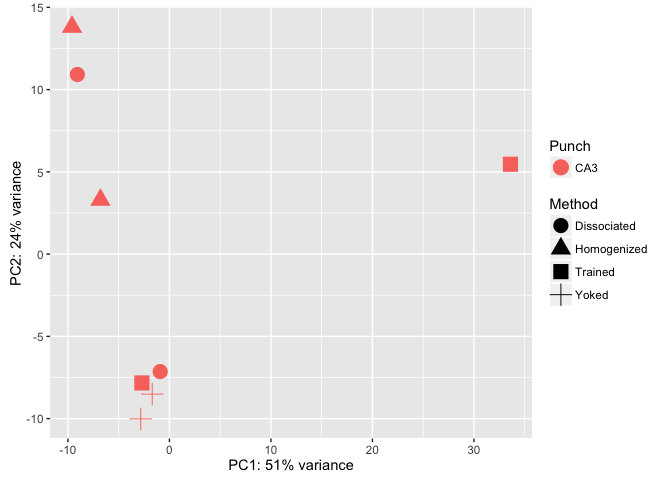 15
10
5
0
-5
-10
PC2: 24% variance
-10
0
10
20
30
PC1: 51% variance
Punch
CA3
Method
Dissociated
Homogenized
Trained
Yoked